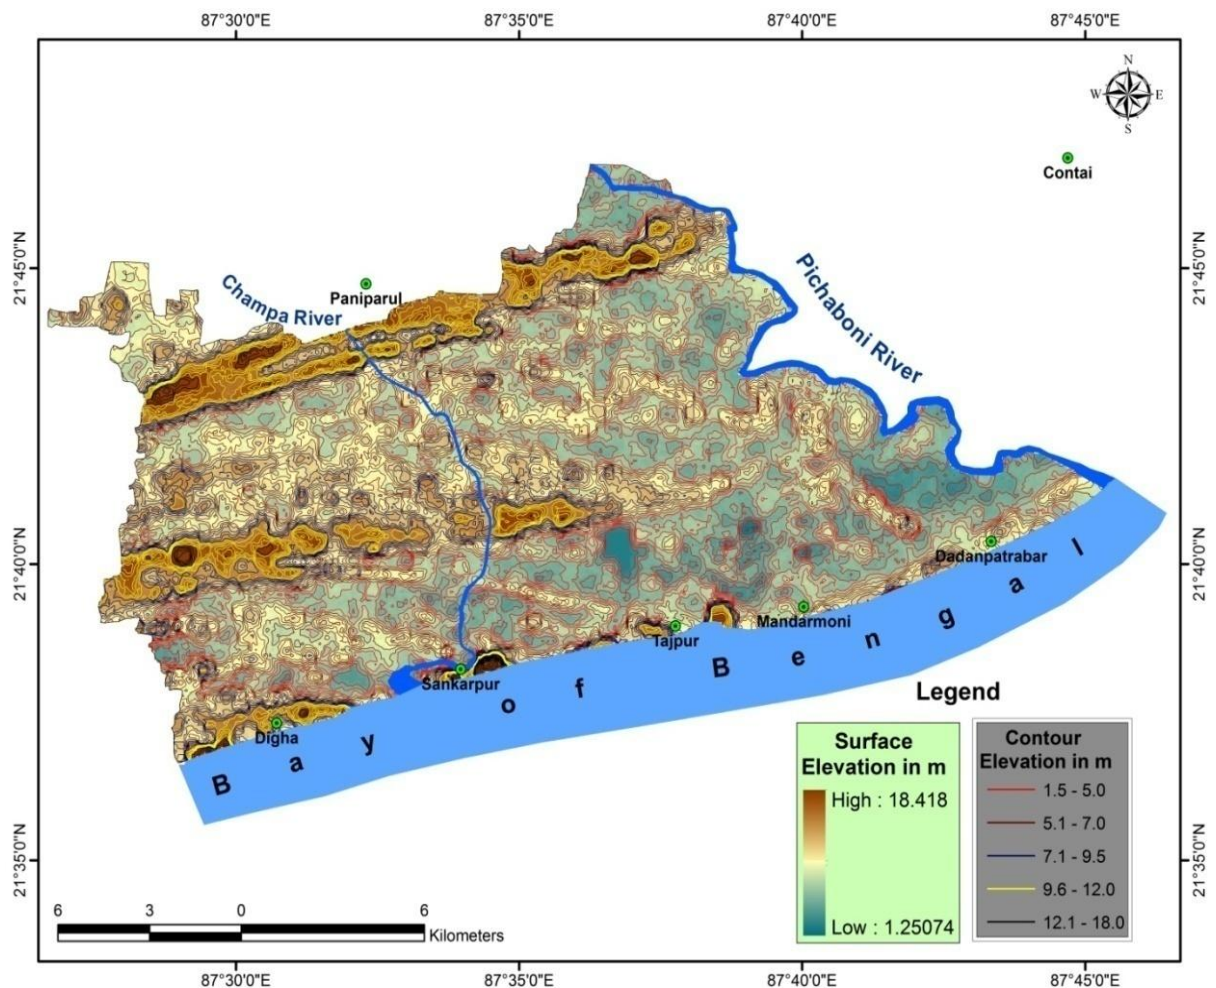 87°30'0"E 87°35'0"E 87°40'0"E 87°45'0"E
N
W E
S
Contai
21°45'0"N 21°45'0"N
Paniparul
Champa River
Pichaboni River
21°40'0"N 21°40'0"N
Dadanpatrabar
Mandarmoni
Tajpur
Sankarpur
Digha
Bay of Bengal
Legend
Surface
Elevation in m
High : 18.418
Low : 1.25074
Contour
Elevation in m
1.5 - 5.0
5.1 - 7.0
7.1 - 9.5
9.6 - 12.0
12.1 - 18.0
21°35'0"N 21°35'0"N
6 3 0 6
Kilometers
87°30'0"E 87°35'0"E 87°40'0"E 87°45'0"E